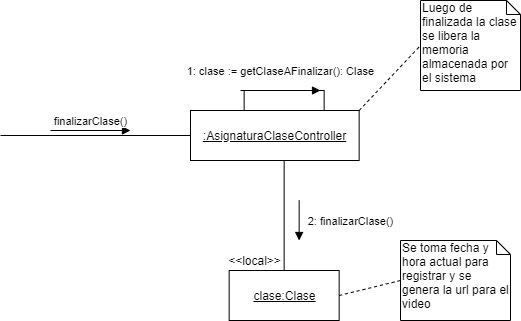 Luego de
finalizada la clase
se libera la
memoria
almacenada por
el sistema
1: clase := getClaseAFinalizar(): Clase
finalizarClase()
:AsignaturaClaseController
2: finalizarClase()
<<local>>
clase:Clase
Se toma fecha y
hora actual para
registrar y se
genera la url para el
video